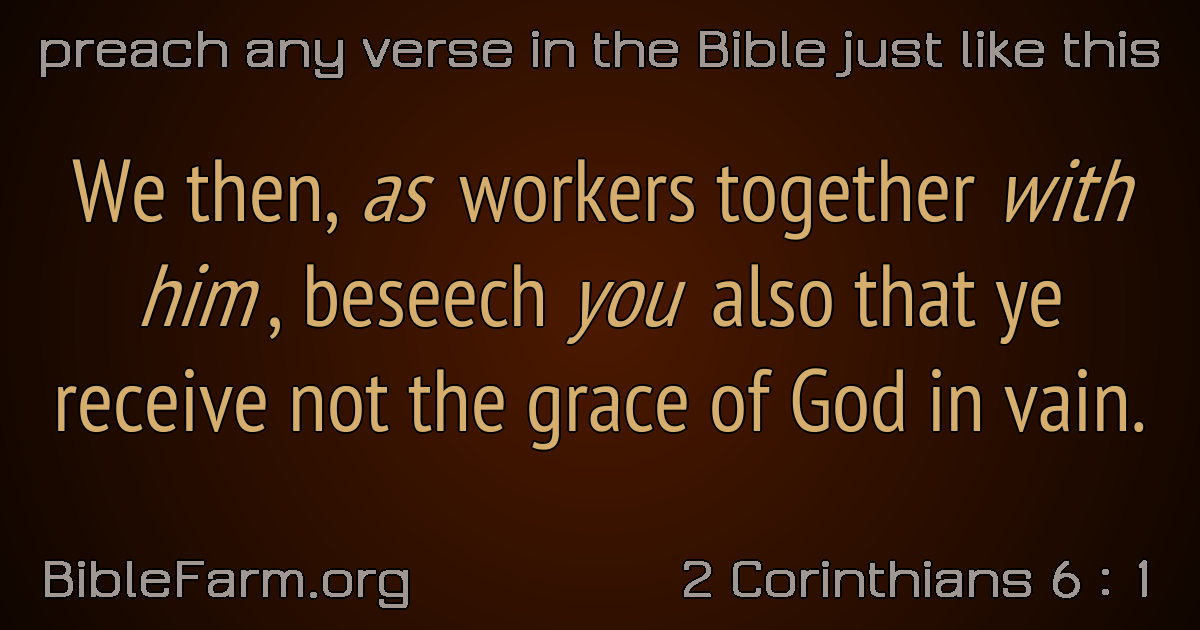 preach any verse in the Bible just like this
We then, as workers together with
him, beseech you also that ye
receive not the grace of God in vain.
BibleFarm.org
2 Corinthians 6 : 1